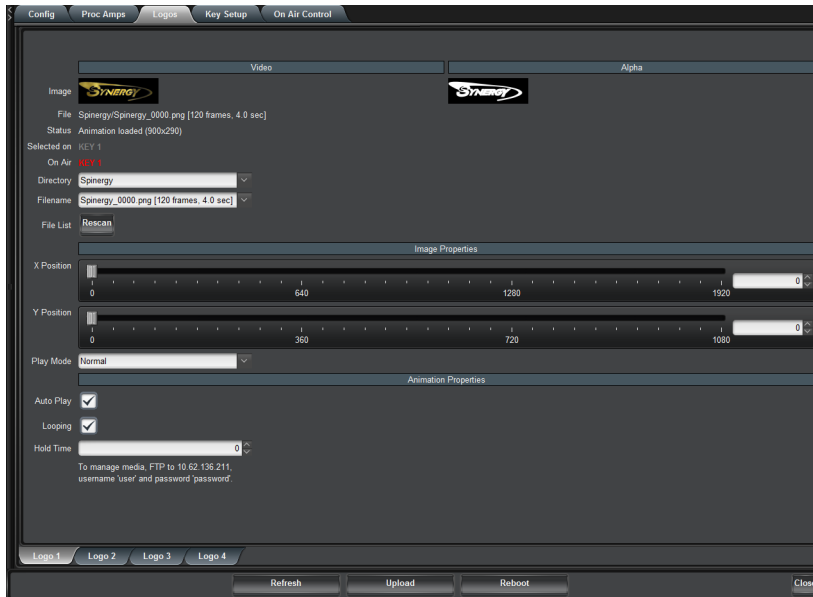 Config Proc Amps Logos Key Setup On Air Control
Video Alpha
Image SYNERGY SYNERGY
File Spinergy/Spinergy_0000.png [120 frames, 4.0 sec]
Status Animation loaded (900x290)
Selected on KEY 1
On Air KEY 1
Directory Spinergy
Filename Spinergy_0000.png [120 frames, 4.0 sec]
File List Rescan
Image Properties
X Position 0
0 640 1280 1920
Y Position 0
0 360 720 1080
Play Mode Normal
Animation Properties
Auto Play
Looping
Hold Time 0
To manage media, FTP to 10.62.136.211,
username 'user' and password 'password'.
Logo 1 Logo 2 Logo 3 Logo 4
Refresh Upload Reboot Close